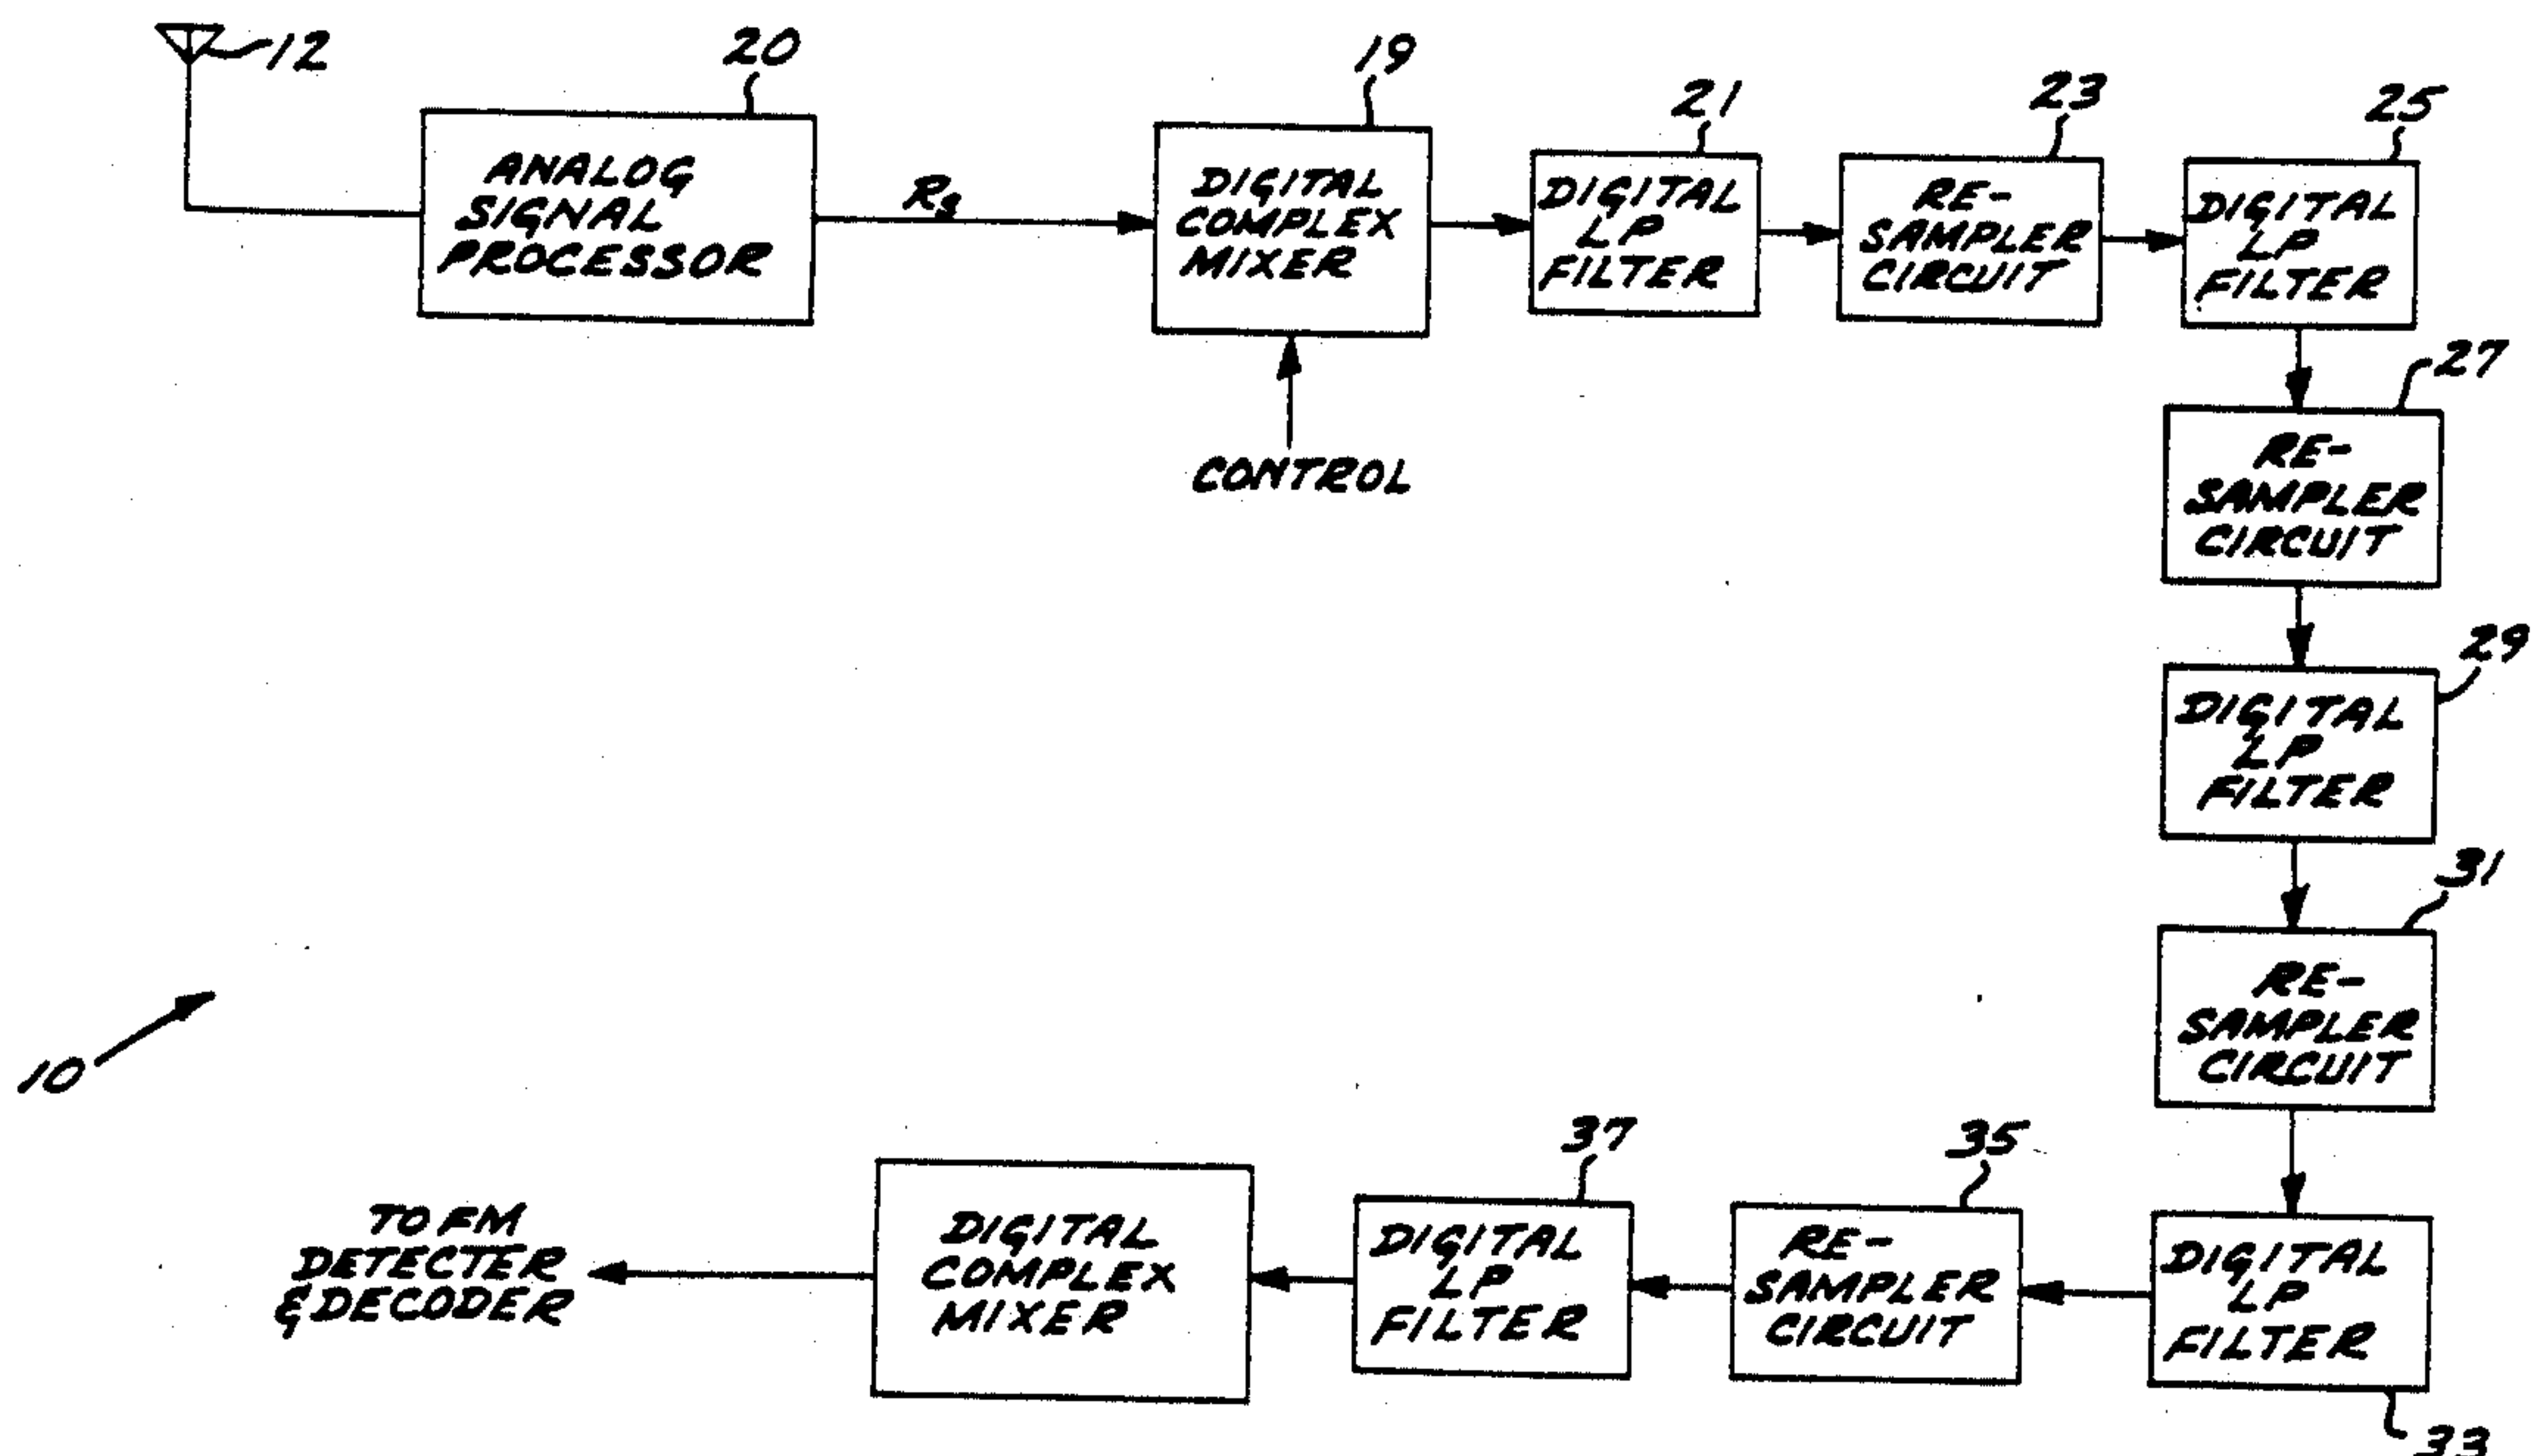 12
20
ANALOG
SIGNAL
PROCESSOR
Rs
19
DIGITAL
COMPLEX
MIXER
CONTROL
21
DIGITAL
LP
FILTER
23
RE-
SAMPLER
CIRCUIT
25
DIGITAL
LP
FILTER
27
RE-
SAMPLER
CIRCUIT
29
DIGITAL
LP
FILTER
31
RE-
SAMPLER
CIRCUIT
33
DIGITAL
LP
FILTER
35
RE-
SAMPLER
CIRCUIT
37
DIGITAL
LP
FILTER
DIGITAL
COMPLEX
MIXER
TO FM
DETECTER
& DECODER
10